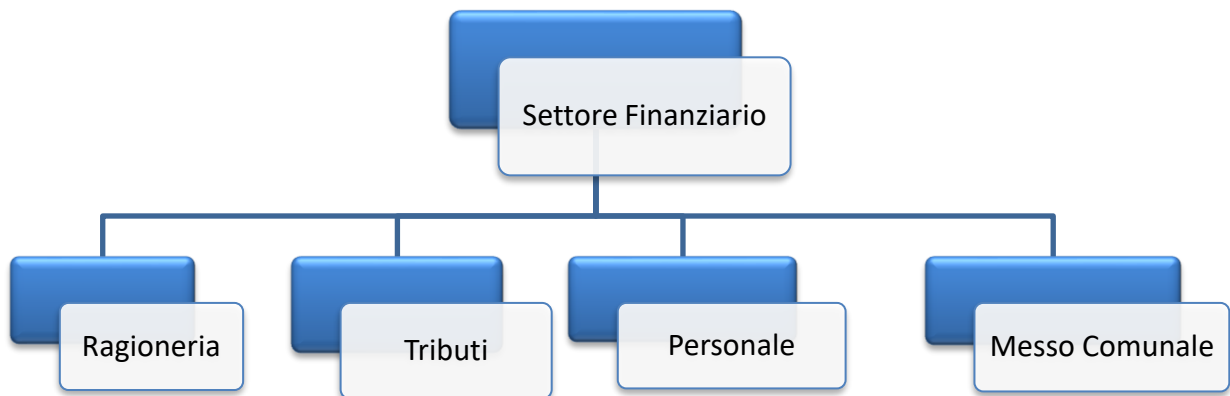 Settore Finanziario
Ragioneria
Tributi
Personale
Messo Comunale